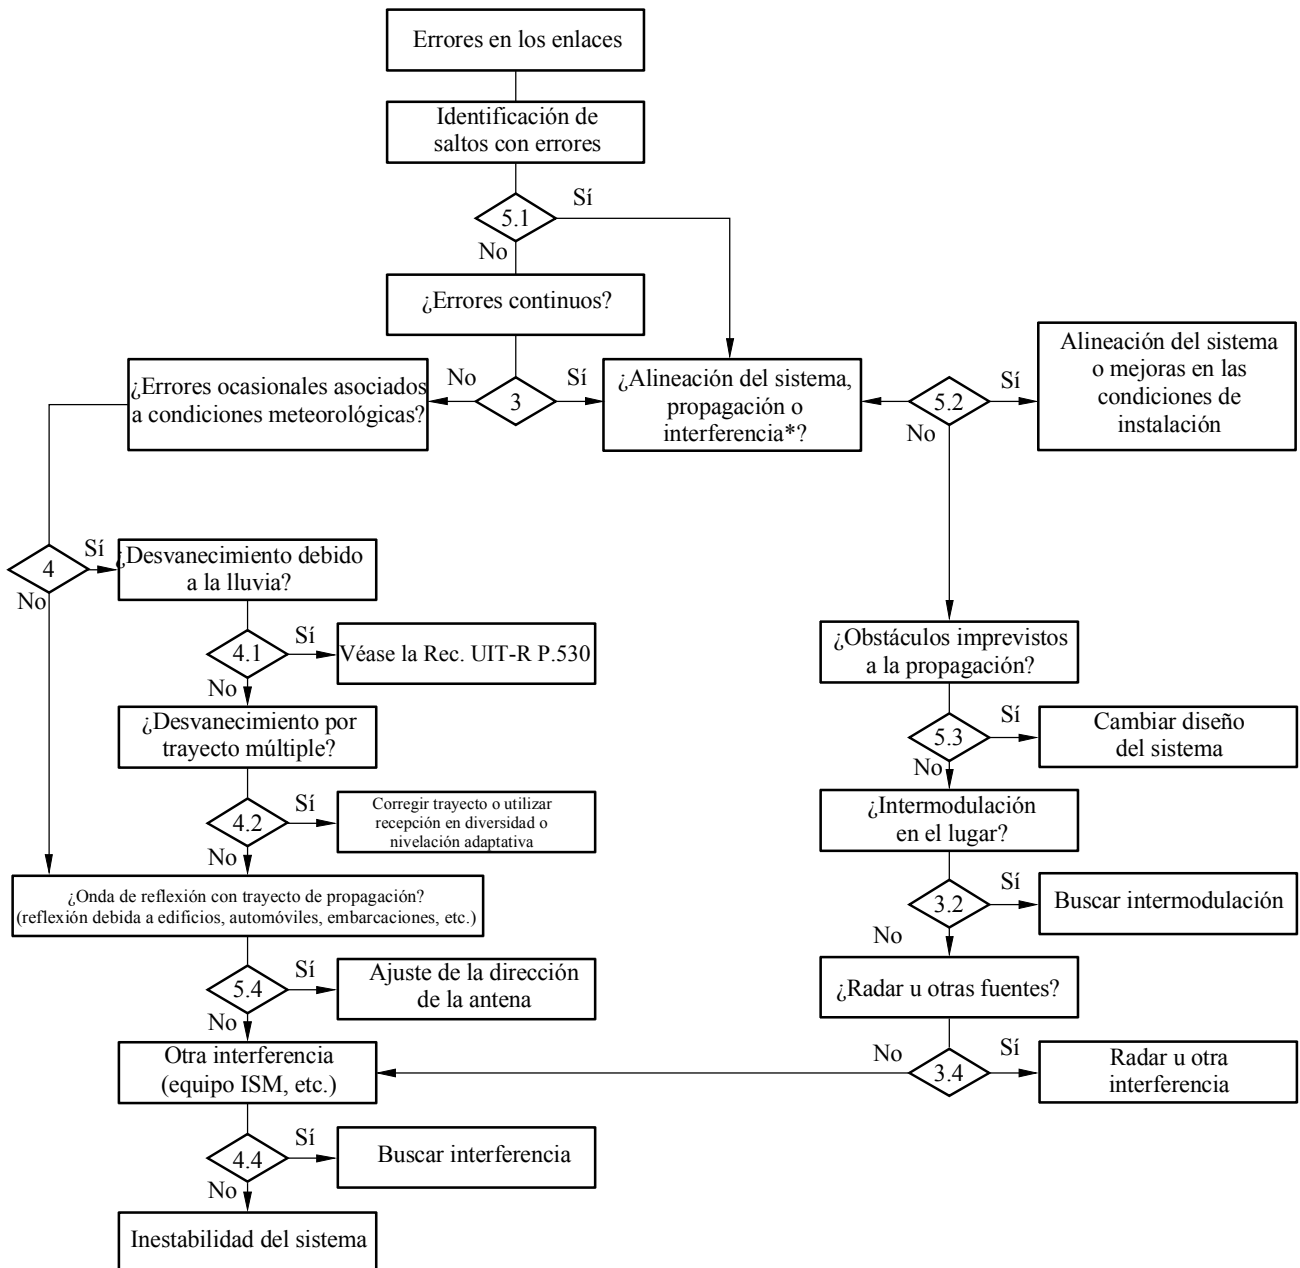 Errores en los enlaces
Identificación de
saltos con errores
5.1
Sí
No
¿Errores continuos?
3
No
Sí
¿Errores ocasionales asociados
a condiciones meteorológicas?
¿Alineación del sistema,
propagación o
interferencia*?
5.2
Sí
No
Alineación del sistema
o mejoras en las
condiciones de
instalación
4
Sí
No
¿Desvanecimiento debido
a la lluvia?
4.1
Sí
No
Véase la Rec. UIT-R P.530
¿Desvanecimiento por
trayecto múltiple?
4.2
Sí
No
Corregir trayecto o utilizar
recepción en diversidad o
nivelación adaptativa
¿Onda de reflexión con trayecto de propagación?
(reflexión debida a edificios, automóviles, embarcaciones, etc.)
5.4
Sí
No
Ajuste de la dirección
de la antena
Otra interferencia
(equipo ISM, etc.)
4.4
Sí
No
Buscar interferencia
Inestabilidad del sistema
¿Obstáculos imprevistos
a la propagación?
5.3
Sí
No
Cambiar diseño
del sistema
¿Intermodulación
en el lugar?
3.2
Sí
No
Buscar intermodulación
¿Radar u otras fuentes?
3.4
No
Sí
Radar u otra
interferencia